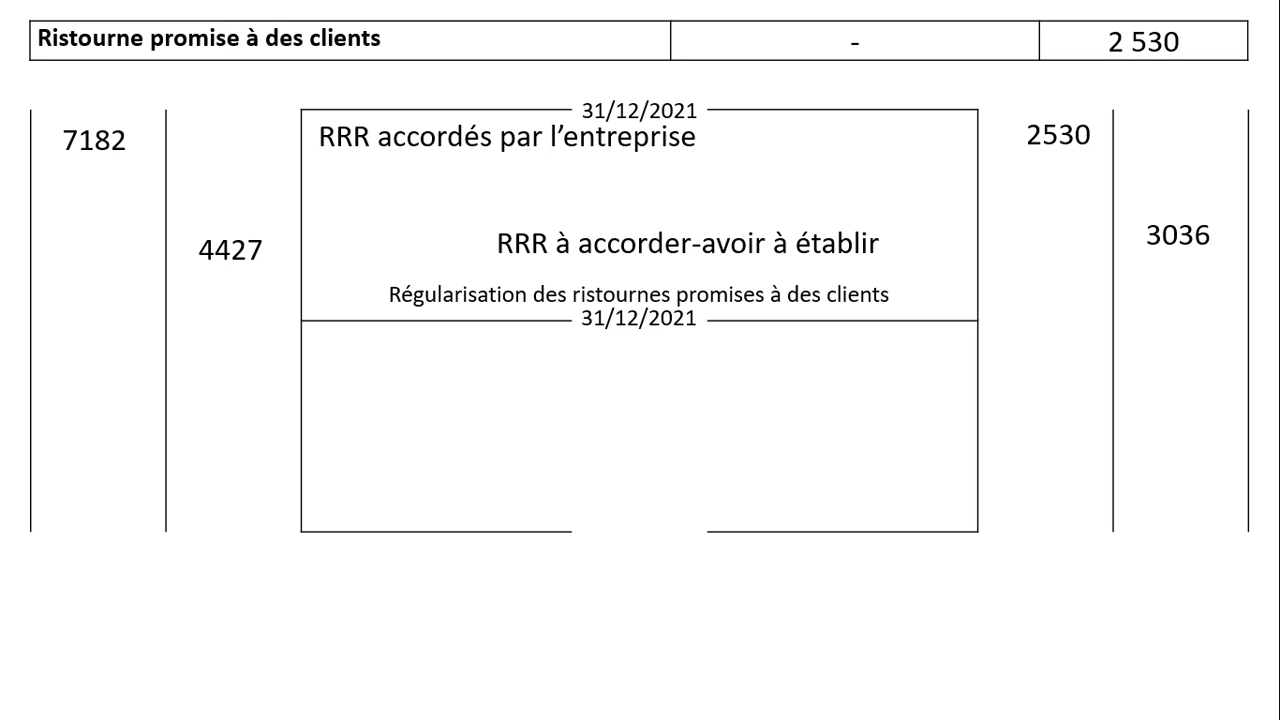 Ristourne promise à des clients - 2 530
31/12/2021
7182 RRR accordés par l’entreprise 2530
4427 RRR à accorder-avoir à établir 3036
Régularisation des ristournes promises à des clients
31/12/2021